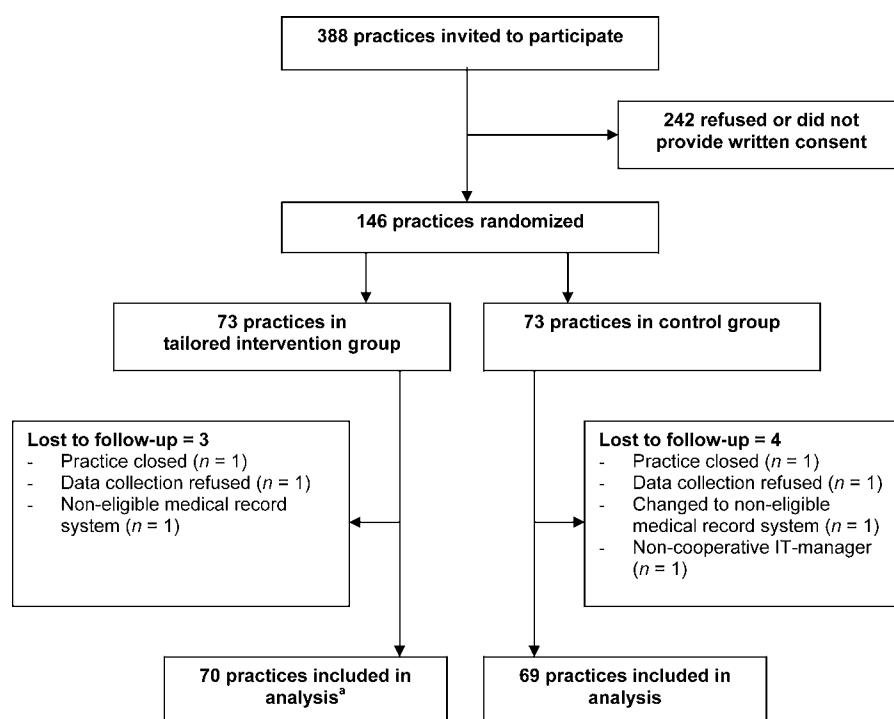 388 practices invited to participate
242 refused or did not
provide written consent
146 practices randomized
73 practices in
tailored intervention group
73 practices in control group
Lost to follow-up = 3
- Practice closed (n = 1)
- Data collection refused (n = 1)
- Non-eligible medical record
system (n = 1)
Lost to follow-up = 4
- Practice closed (n = 1)
- Data collection refused (n = 1)
- Changed to non-eligible
medical record system (n = 1)
- Non-cooperative IT-manager
(n = 1)
70 practices included in
analysisᵃ
69 practices included in
analysis